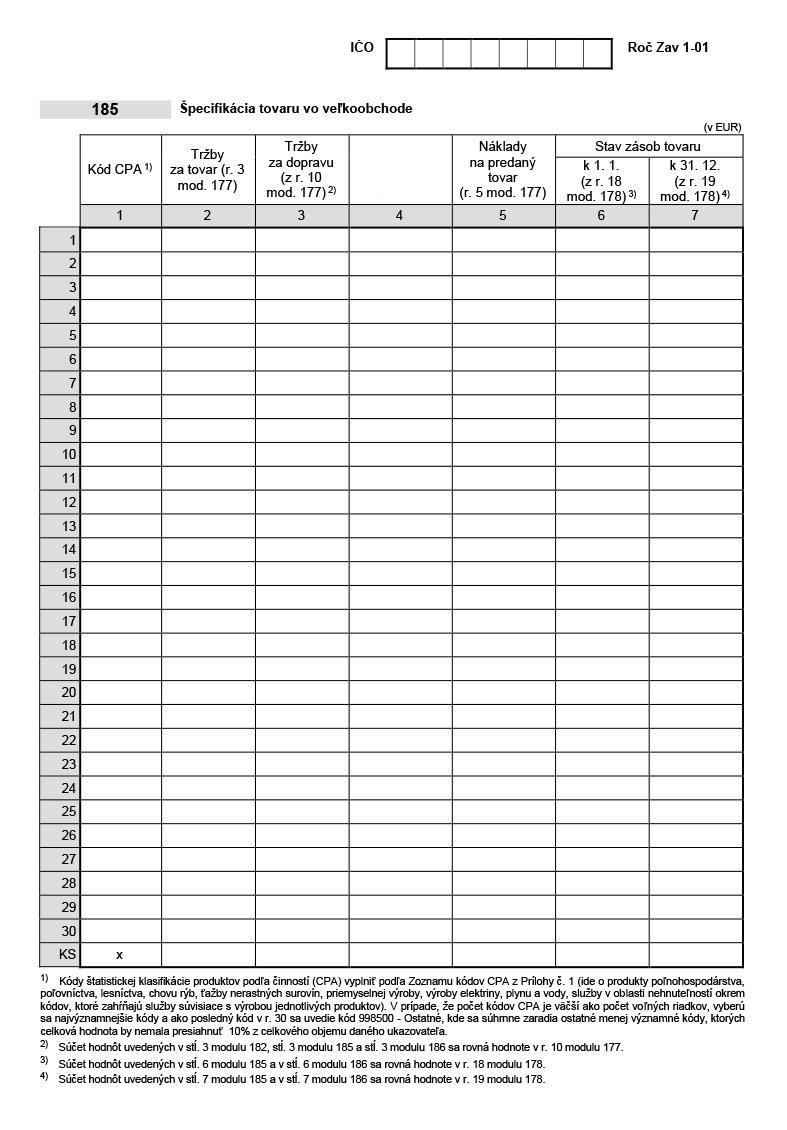 IČO Roč Zav 1-01
185 Špecifikácia tovaru vo veľkoobchode
(v EUR)
Kód CPA 1)
Tržby
za tovar (r. 3
mod. 177)
Tržby
za dopravu
(z r. 10
mod. 177) 2)
Náklady
na predaný
tovar
(r. 5 mod. 177)
Stav zásob tovaru
k 1. 1.
(z r. 18
mod. 178) 3)
k 31. 12.
(z r. 19
mod. 178) 4)
1 2 3 4 5 6 7
1
2
3
4
5
6
7
8
9
10
11
12
13
14
15
16
17
18
19
20
21
22
23
24
25
26
27
28
29
30
KS x
1) Kódy štatistickej klasifikácie produktov podľa činností (CPA) vyplniť podľa Zoznamu kódov CPA z Prílohy č. 1 (ide o produkty poľnohospodárstva,
poľovníctva, lesníctva, chovu rýb, ťažby nerastných surovín, priemyselnej výroby, výroby elektriny, plynu a vody, služby v oblasti nehnuteľností okrem
kódov, ktoré zahŕňajú služby súvisiace s výrobou jednotlivých produktov). V prípade, že počet kódov CPA je väčší ako počet voľných riadkov, vyberú
sa najvýznamnejšie kódy a ako posledný kód v r. 30 sa uvedie kód 998500 - Ostatné, kde sa súhrnne zaradia ostatné menej významné kódy, ktorých
celková hodnota by nemala presiahnuť 10% z celkového objemu daného ukazovateľa.
2) Súčet hodnôt uvedených v stĺ. 3 modulu 182, stĺ. 3 modulu 185 a stĺ. 3 modulu 186 sa rovná hodnote v r. 10 modulu 177.
3) Súčet hodnôt uvedených v stĺ. 6 modulu 185 a v stĺ. 6 modulu 186 sa rovná hodnote v r. 18 modulu 178.
4) Súčet hodnôt uvedených v stĺ. 7 modulu 185 a v stĺ. 7 modulu 186 sa rovná hodnote v r. 19 modulu 178.